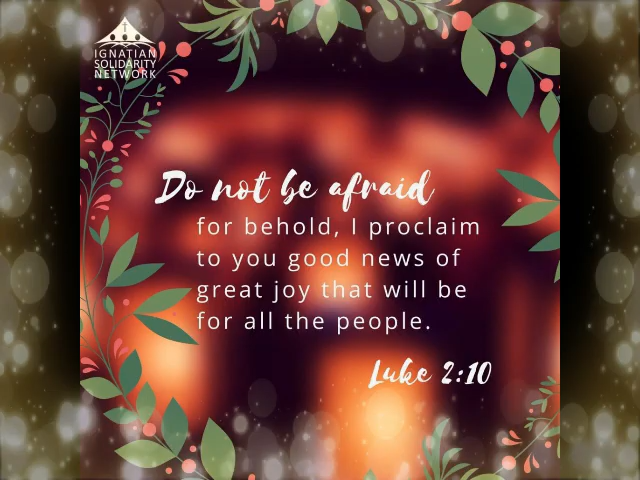 IGNATIAN
SOLIDARITY
NETWORK
Do not be afraid
for behold, I proclaim
to you good news of
great joy that will be
for all the people.
Luke 2:10